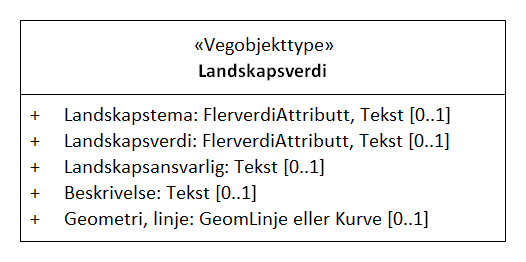 «Vegobjekttype»
Landskapsverdi
+ Landskapstema: FlerverdiAttributt, Tekst [0..1]
+ Landskapsverdi: FlerverdiAttributt, Tekst [0..1]
+ Landskapsansvarlig: Tekst [0..1]
+ Beskrivelse: Tekst [0..1]
+ Geometri, linje: GeomLinje eller Kurve [0..1]